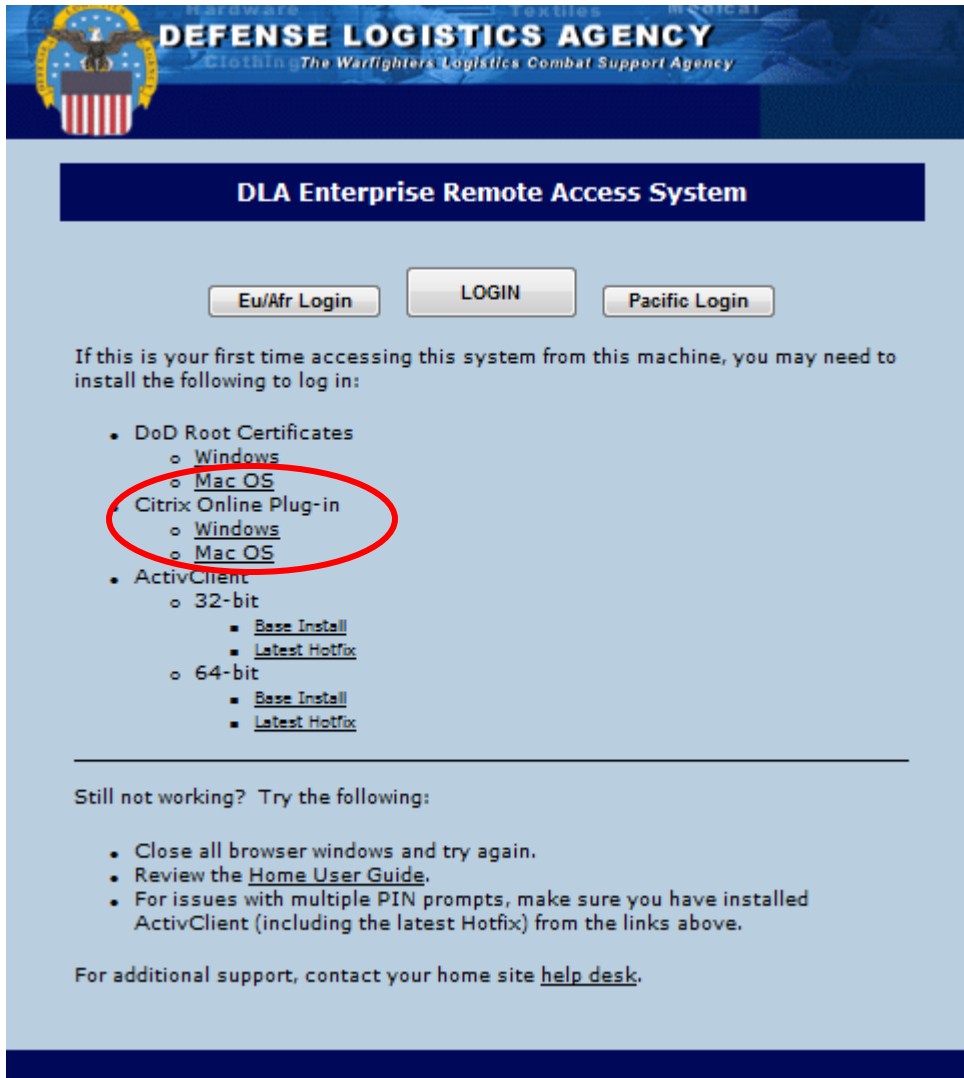 Hardware Textiles Medical
DEFENSE LOGISTICS AGENCY
Clothing The Warfighters Logistics Combat Support Agency
DLA Enterprise Remote Access System
Eu/Afr Login LOGIN Pacific Login
If this is your first time accessing this system from this machine, you may need to
install the following to log in:
DoD Root Certificates
Windows
Mac OS
Citrix Online Plug-in
Windows
Mac OS
ActivClient
32-bit
Base Install
Latest Hotfix
64-bit
Base Install
Latest Hotfix
Still not working? Try the following:
Close all browser windows and try again.
Review the Home User Guide.
For issues with multiple PIN prompts, make sure you have installed
ActivClient (including the latest Hotfix) from the links above.
For additional support, contact your home site help desk.